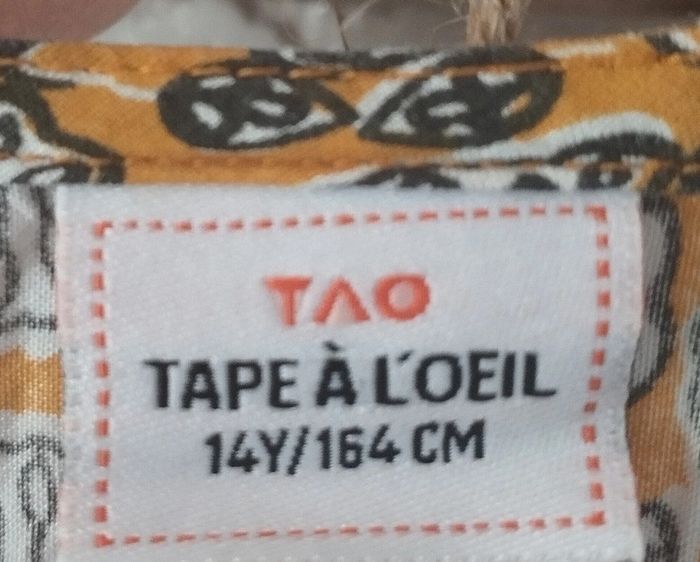 TAO
TAPE À L'OEIL
14Y/164 CM